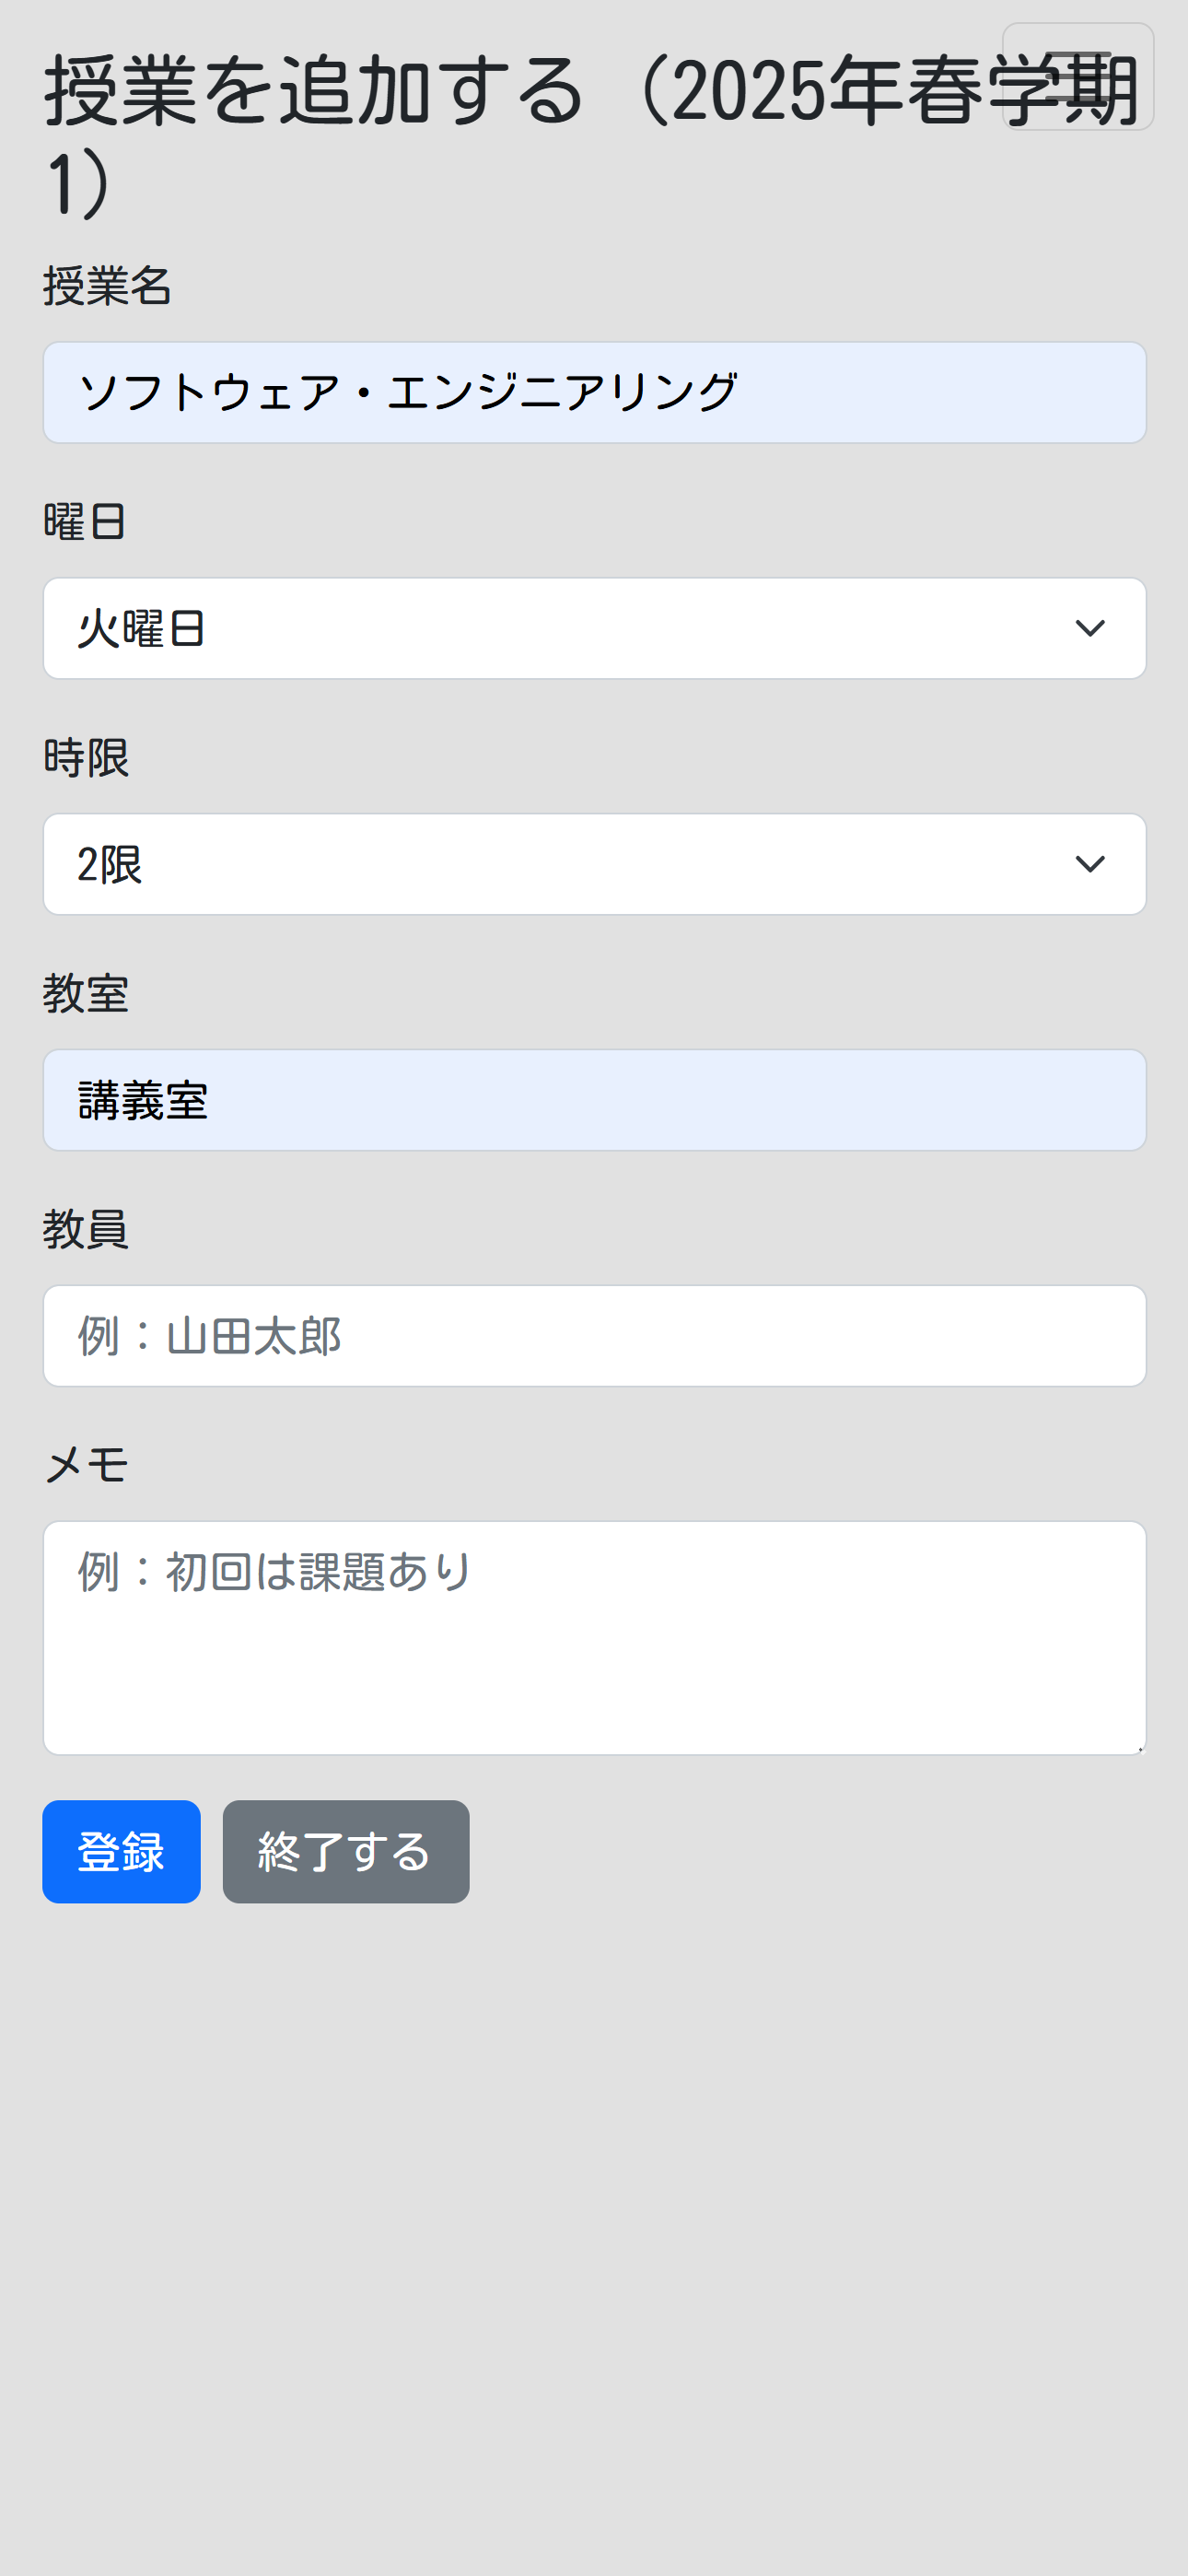 授業を追加する（2025年春学期
1）
授業名
ソフトウェア・エンジニアリング
曜日
火曜日
時限
2限
教室
講義室
教員
例：山田太郎
メモ
例：初回は課題あり
登録 終了する